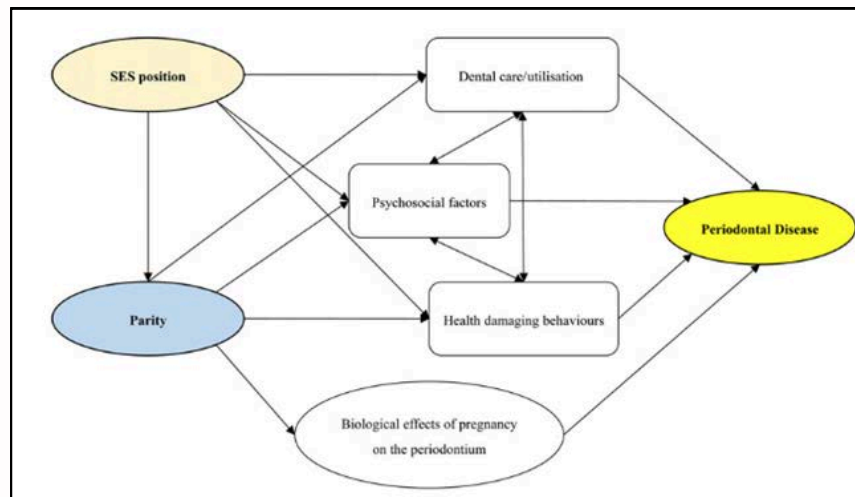 SES position
Dental care/utilisation
Psychosocial factors
Periodontal Disease
Parity
Health damaging behaviours
Biological effects of pregnancy
on the periodontium